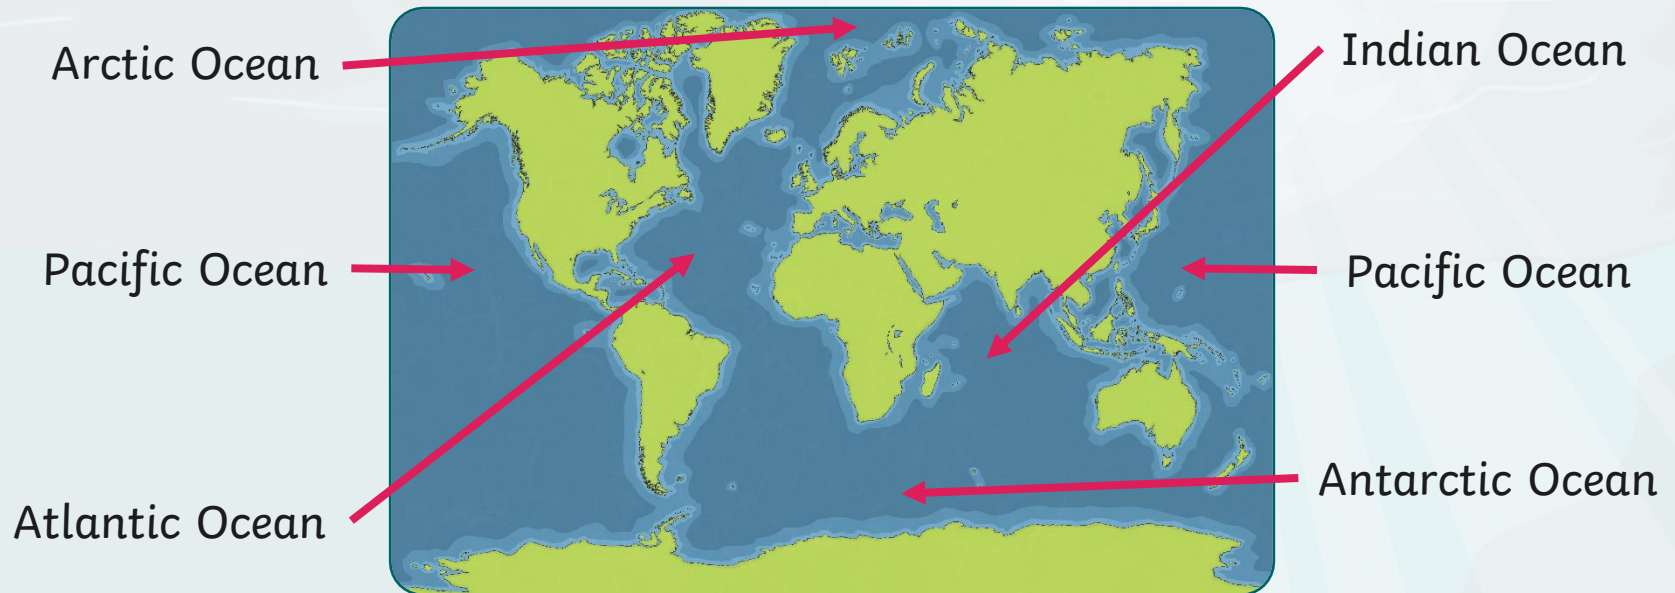 Arctic Ocean
Indian Ocean
Pacific Ocean
Pacific Ocean
Atlantic Ocean
Antarctic Ocean